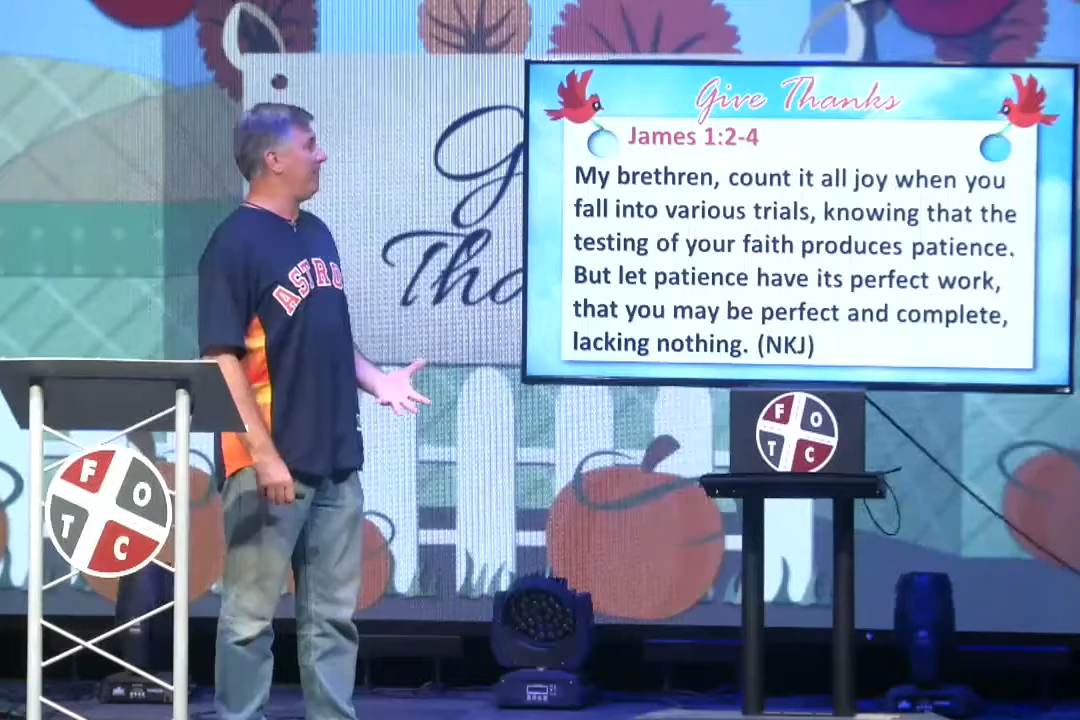 Give Thanks
James 1:2-4
My brethren, count it all joy when you
fall into various trials, knowing that the
testing of your faith produces patience.
But let patience have its perfect work,
that you may be perfect and complete,
lacking nothing. (NKJ)
ASTRO
F O
T C
F O
T C